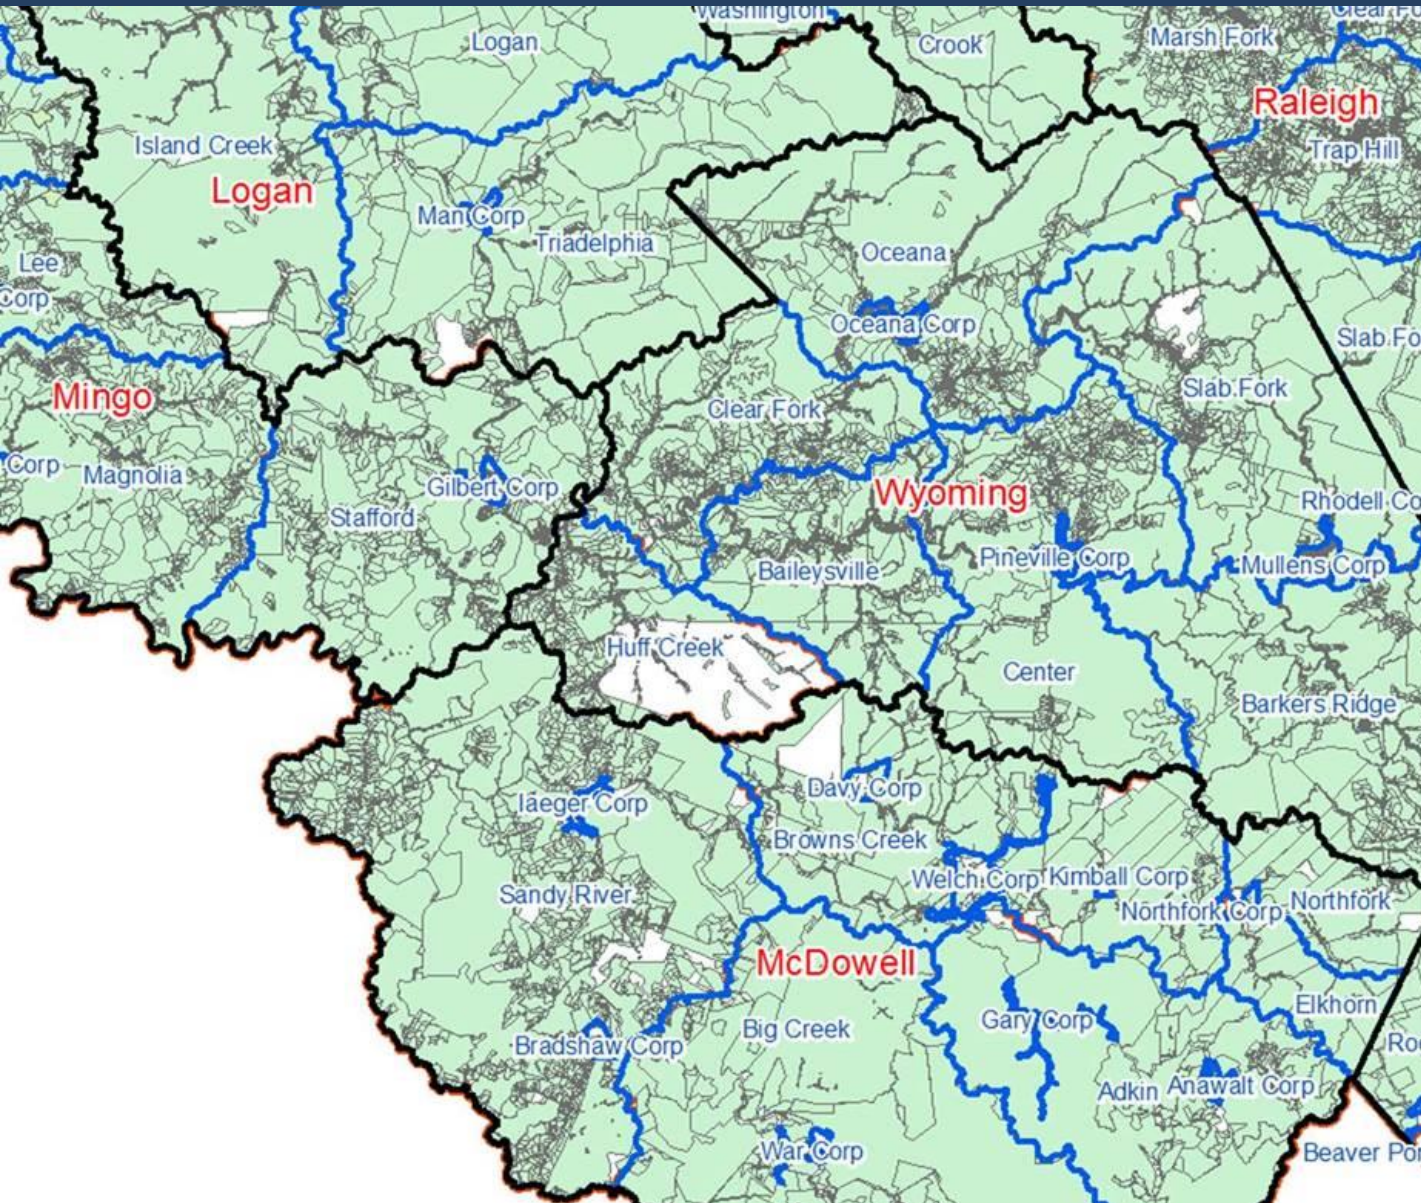 Washington
Logan
Crook
Marsh Fork
Raleigh
Trap Hill
Island Creek
Logan
Man Corp
Triadelphia
Lee
Corp
Oceana
Oceana Corp
Slab Fo
Mingo
Clear Fork
Slab Fork
Corp
Magnolia
Gilbert Corp
Stafford
Wyoming
Rhodell Co
Pineville Corp
Mullens Corp
Baileysville
Huff Creek
Center
Barkers Ridge
Davy Corp
Iaeger Corp
Browns Creek
Welch Corp
Kimball Corp
Sandy River
Northfork Corp
Northfork
McDowell
Elkhorn
Big Creek
Gary Corp
Bradshaw Corp
Adkin
Anawalt Corp
War Corp
Beaver Pon